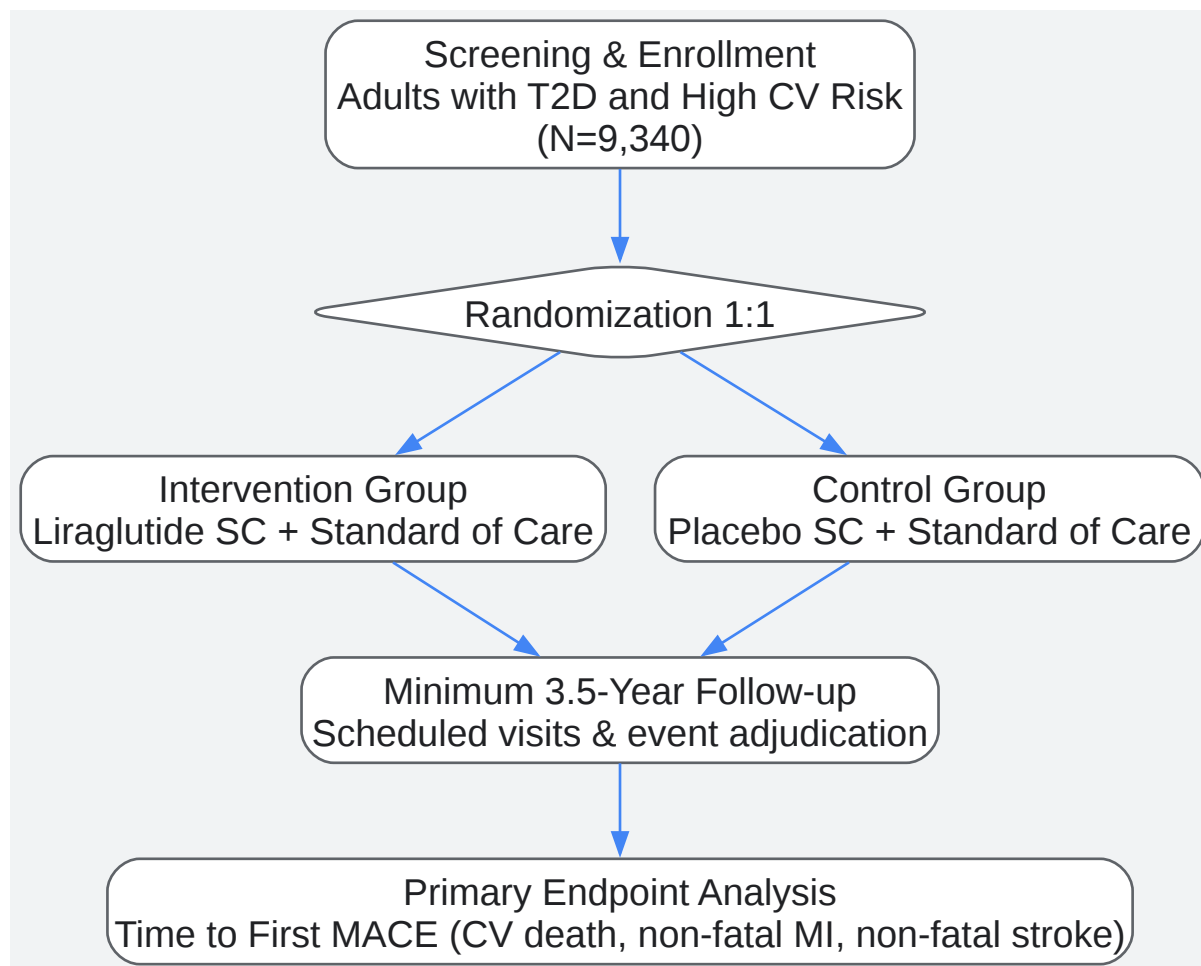 Screening & Enrollment
Adults with T2D and High CV Risk
(N=9,340)
Randomization 1:1
Intervention Group
Liraglutide SC + Standard of Care
Control Group
Placebo SC + Standard of Care
Minimum 3.5-Year Follow-up
Scheduled visits & event adjudication
Primary Endpoint Analysis
Time to First MACE (CV death, non-fatal MI, non-fatal stroke)